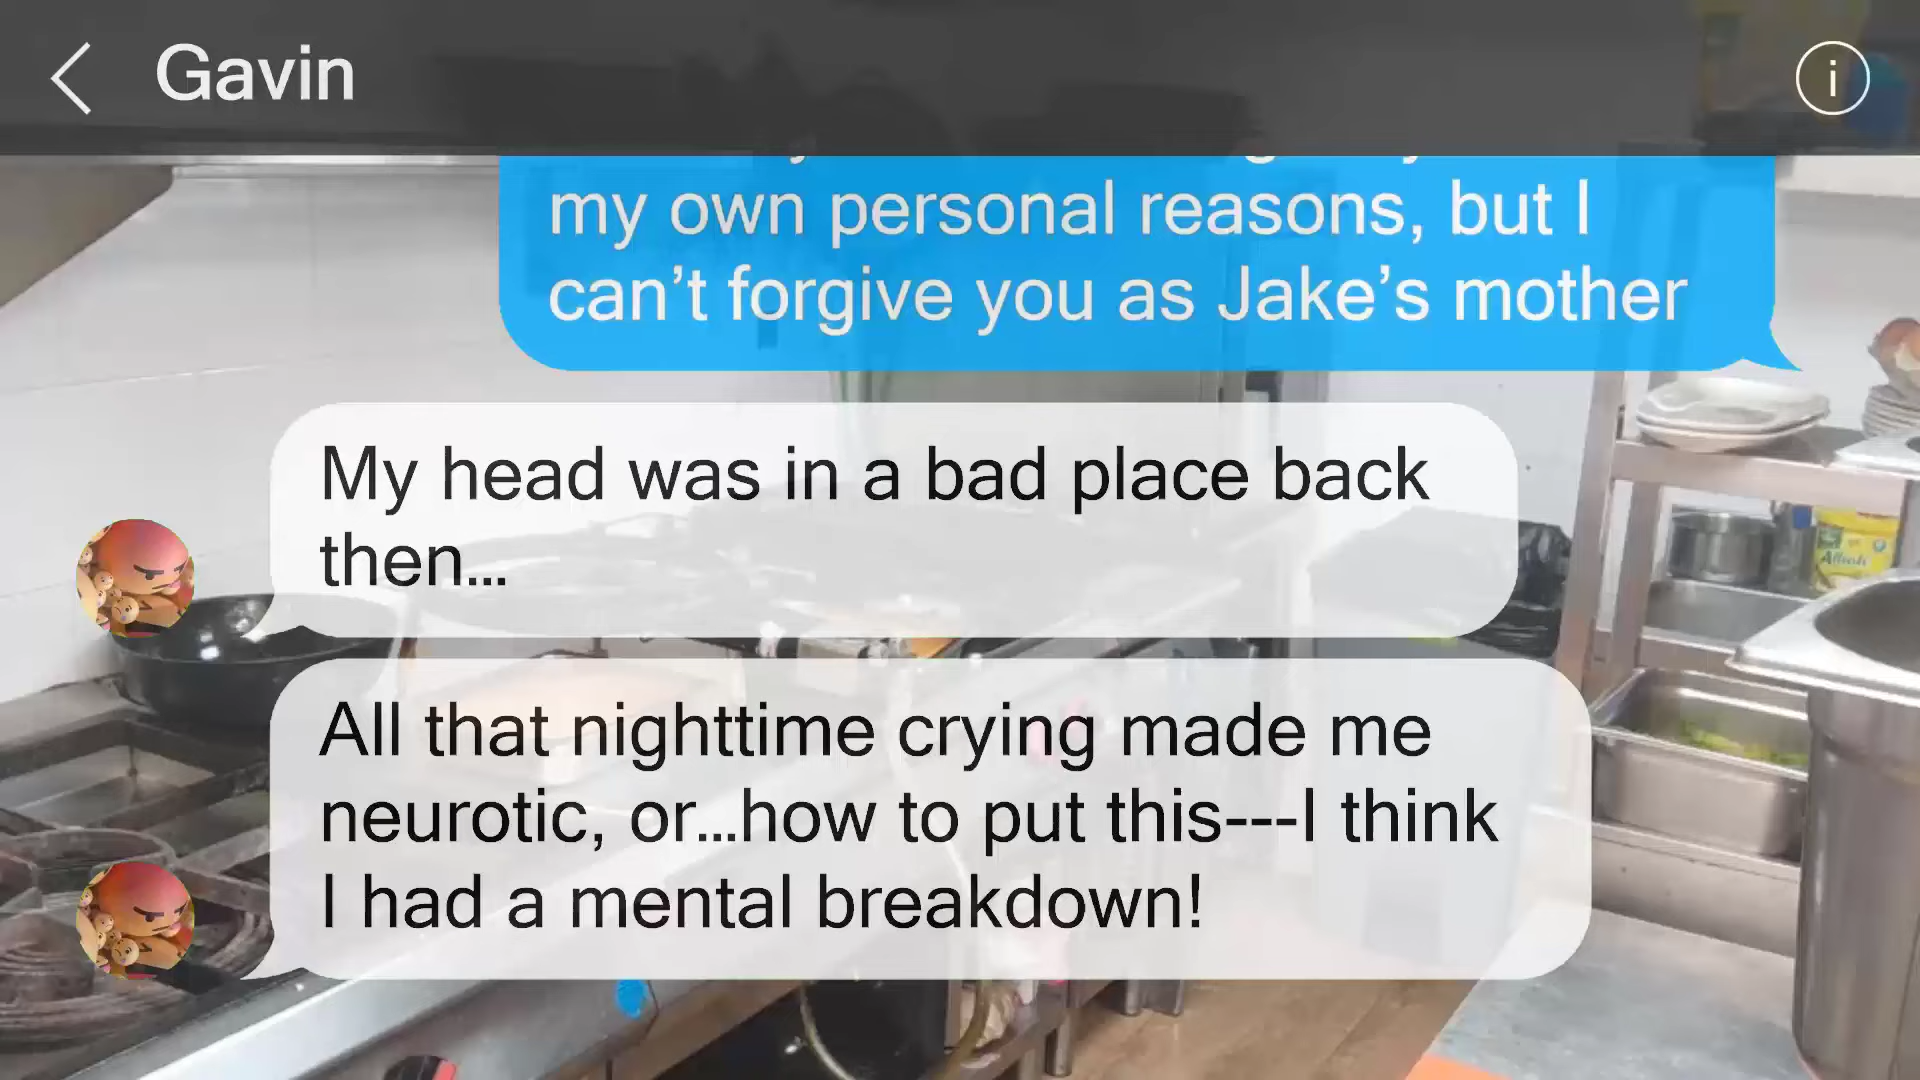 Gavin
i
my own personal reasons, but I
can't forgive you as Jake's mother
My head was in a bad place back
then...
All that nighttime crying made me
neurotic, or...how to put this---I think
I had a mental breakdown!